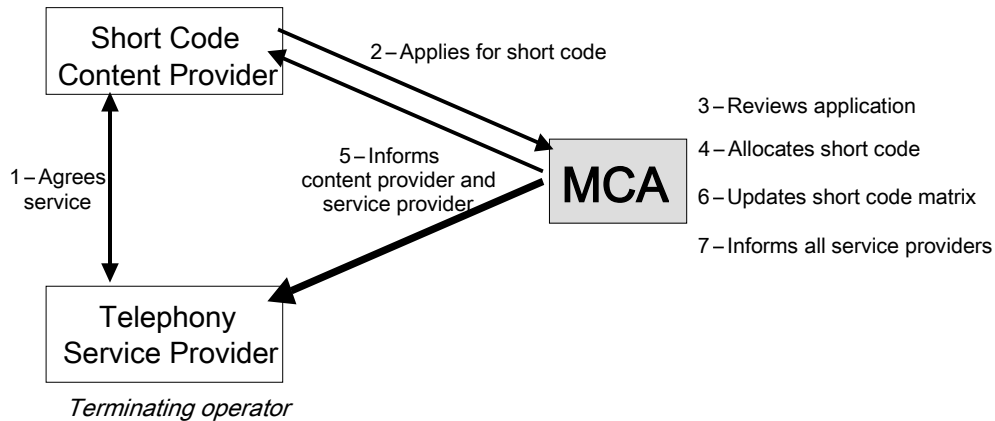 Short Code
Content Provider
2–Applies for short code
3–Reviews application
4–Allocates short code
6–Updates short code matrix
7–Informs all service providers
MCA
5–Informs
content provider and
service provider
1–Agrees
service
Telephony
Service Provider
Terminating operator